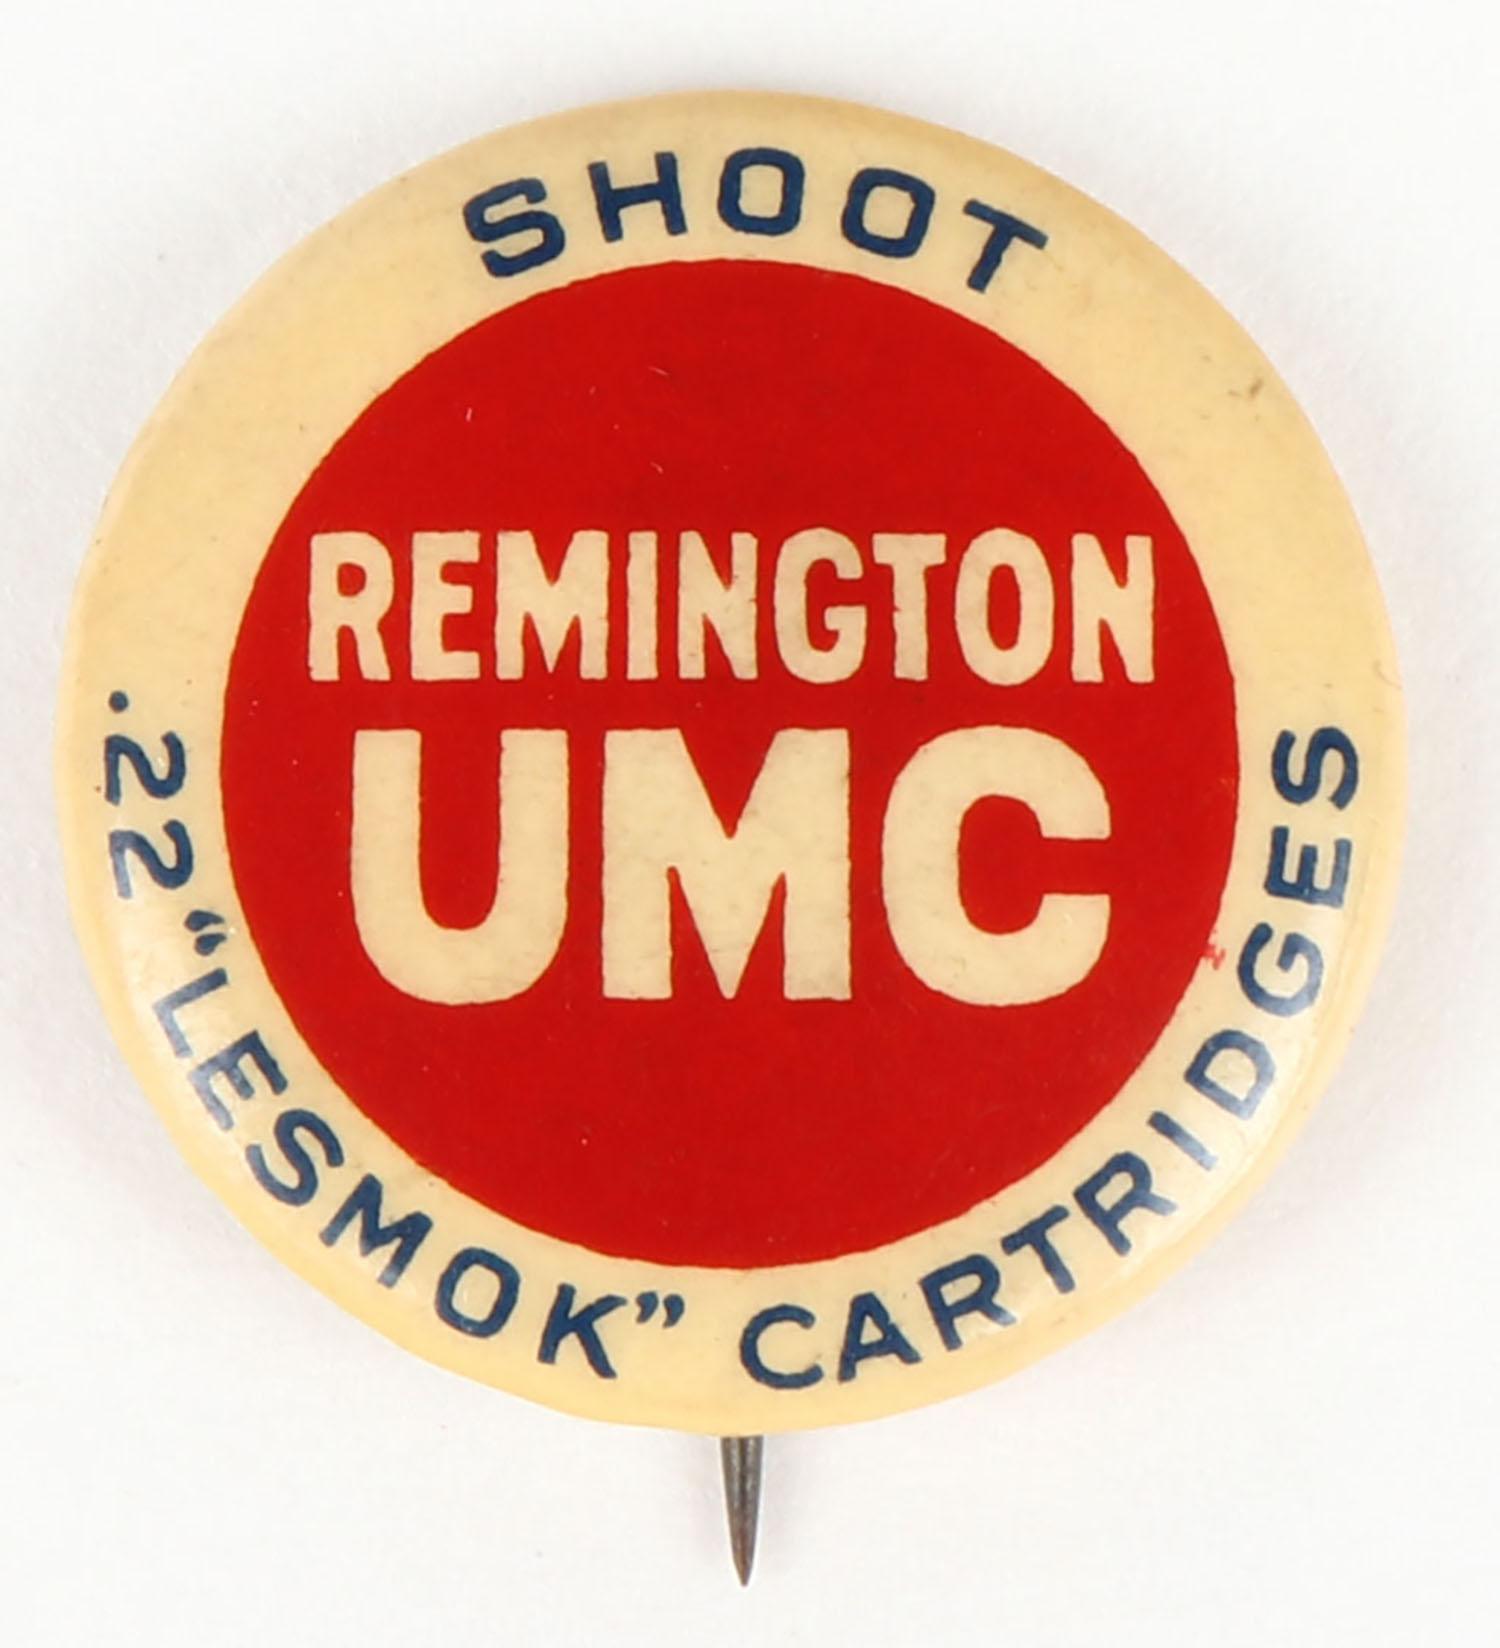 SHOOT
REMINGTON
UMC
.22 "LESMOK" CARTRIDGES